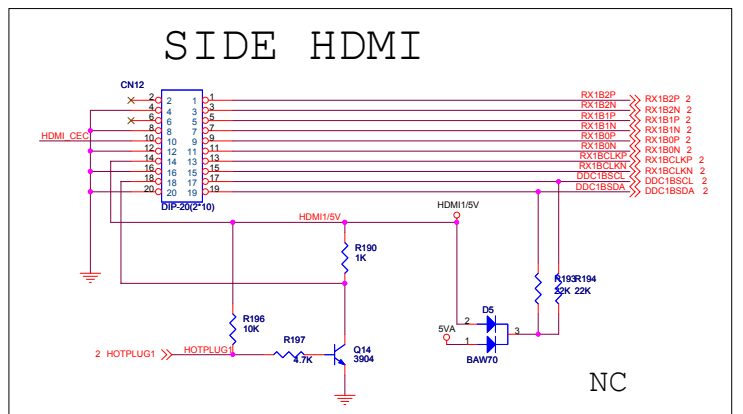 SIDE HDMI
CN12
2 2 1 1 RX1B2P RX1B2P 2
4 4 3 3 RX1B2N RX1B2N 2
6 6 5 5 RX1B1P RX1B1P 2
8 8 7 7 RX1B1N RX1B1N 2
HDMI_CEC 10 10 9 9 RX1B0P RX1B0P 2
12 12 11 11 RX1B0N RX1B0N 2
14 14 13 13 RX1BCLKP RX1BCLKP 2
16 16 15 15 RX1BCLKN RX1BCLKN 2
18 18 17 17 DDC1BSCL DDC1BSCL 2
20 20 19 19 DDC1BSDA DDC1BSDA 2
DIP-20(2*10)
HDMI1/5V
HDMI1/5V
R190
1K
R193 R194
22K 22K
R196
10K
D5
2
5VA
3
1
BAW70
R197
4.7K
2 HOTPLUG1 HOTPLUG1
Q14
3904
NC